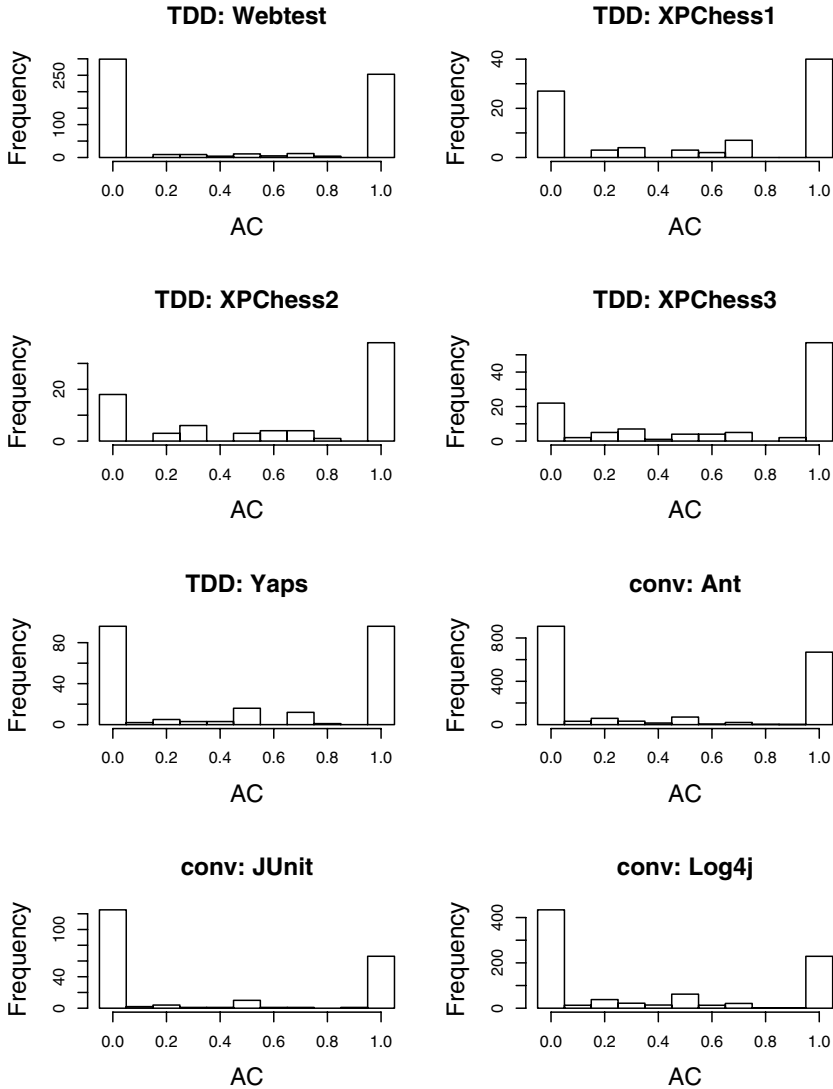 TDD: Webtest
Frequency
0
100
250
0.0 0.2 0.4 0.6 0.8 1.0
AC
TDD: XPChess1
Frequency
0
20
40
0.0 0.2 0.4 0.6 0.8 1.0
AC
TDD: XPChess2
Frequency
0
20
0.0 0.2 0.4 0.6 0.8 1.0
AC
TDD: XPChess3
Frequency
0
20
40
0.0 0.2 0.4 0.6 0.8 1.0
AC
TDD: Yaps
Frequency
0
40
80
0.0 0.2 0.4 0.6 0.8 1.0
AC
conv: Ant
Frequency
0
400
800
0.0 0.2 0.4 0.6 0.8 1.0
AC
conv: JUnit
Frequency
0
40
100
0.0 0.2 0.4 0.6 0.8 1.0
AC
conv: Log4j
Frequency
0
200
400
0.0 0.2 0.4 0.6 0.8 1.0
AC